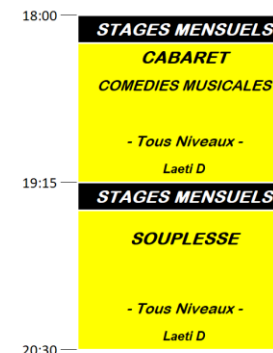 18:00
STAGES MENSUELS
CABARET
COMEDIES MUSICALES
- Tous Niveaux -
Laeti D
19:15
STAGES MENSUELS
SOUPLESSE
- Tous Niveaux -
Laeti D
20:30